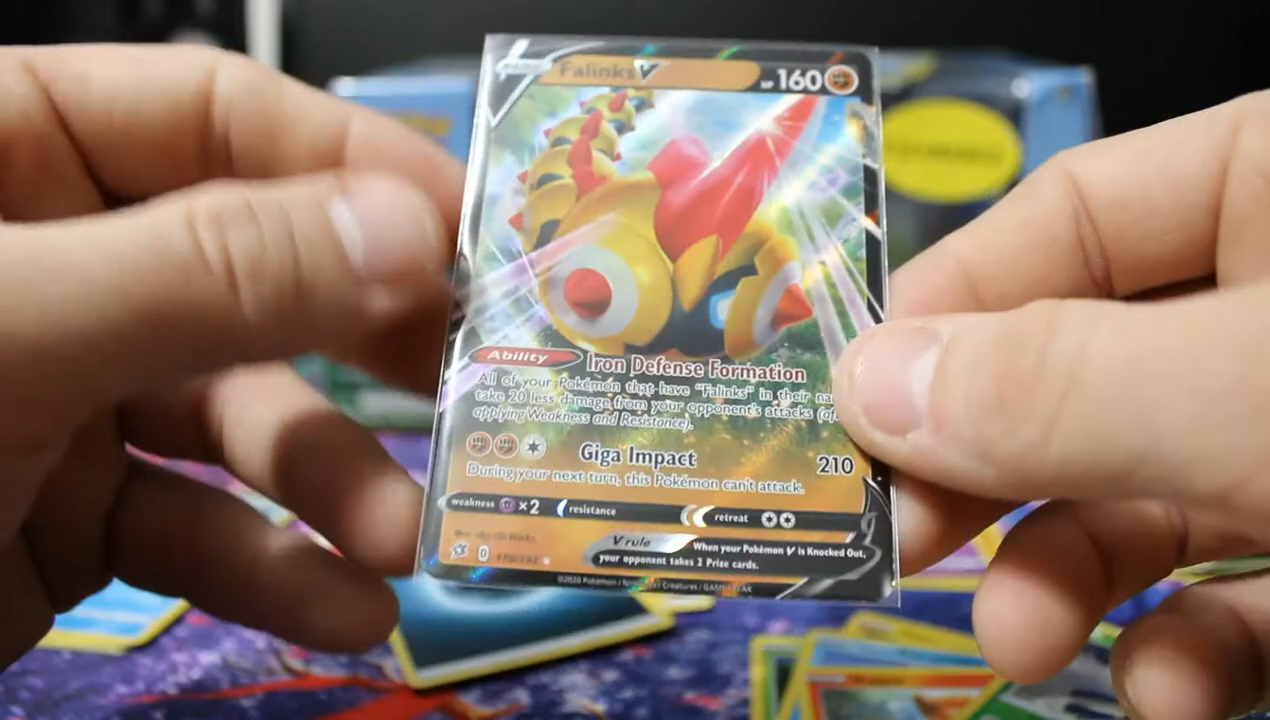 Falinks V HP 160
Ability Iron Defense Formation
All of your Pokémon that have "Falinks" in their
take 20 less damage from your opponent's attacks
applying Weakness and Resistance).
Giga Impact 210
During your next turn, this Pokémon can't attack.
weakness ×2 resistance retreat
V rule When your Pokémon V is Knocked Out,
your opponent takes 2 Prize cards.
D
©2020 Pokémon / Nintendo / Creatures / GAME FREAK